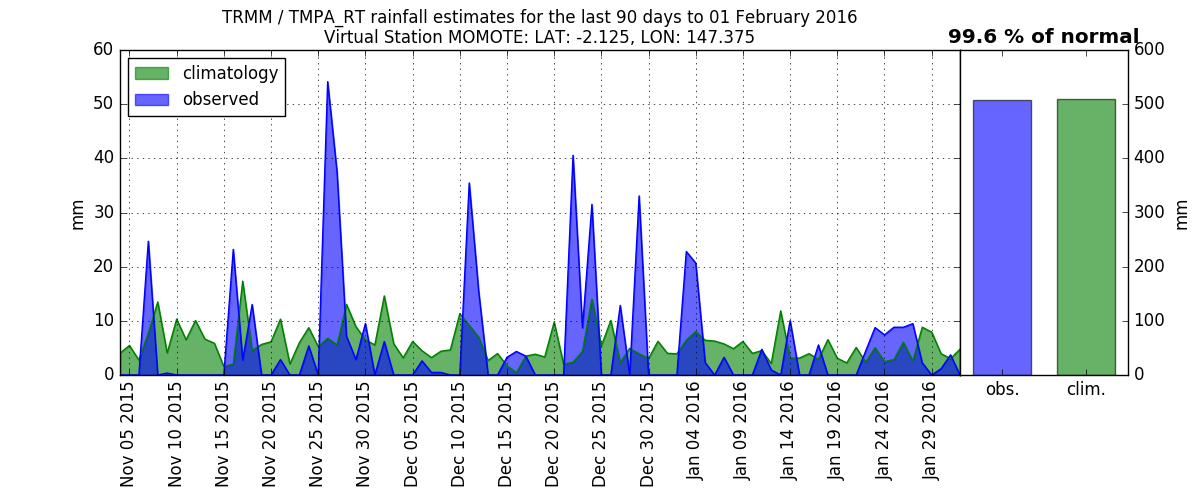 TRMM / TMPA_RT rainfall estimates for the last 90 days to 01 February 2016
Virtual Station MOMOTE: LAT: -2.125, LON: 147.375
99.6 % of normal
climatology
observed
60
50
40
30
20
10
0
mm
600
500
400
300
200
100
0
mm
Nov 05 2015
Nov 10 2015
Nov 15 2015
Nov 20 2015
Nov 25 2015
Nov 30 2015
Dec 05 2015
Dec 10 2015
Dec 15 2015
Dec 20 2015
Dec 25 2015
Dec 30 2015
Jan 04 2016
Jan 09 2016
Jan 14 2016
Jan 19 2016
Jan 24 2016
Jan 29 2016
obs.
clim.